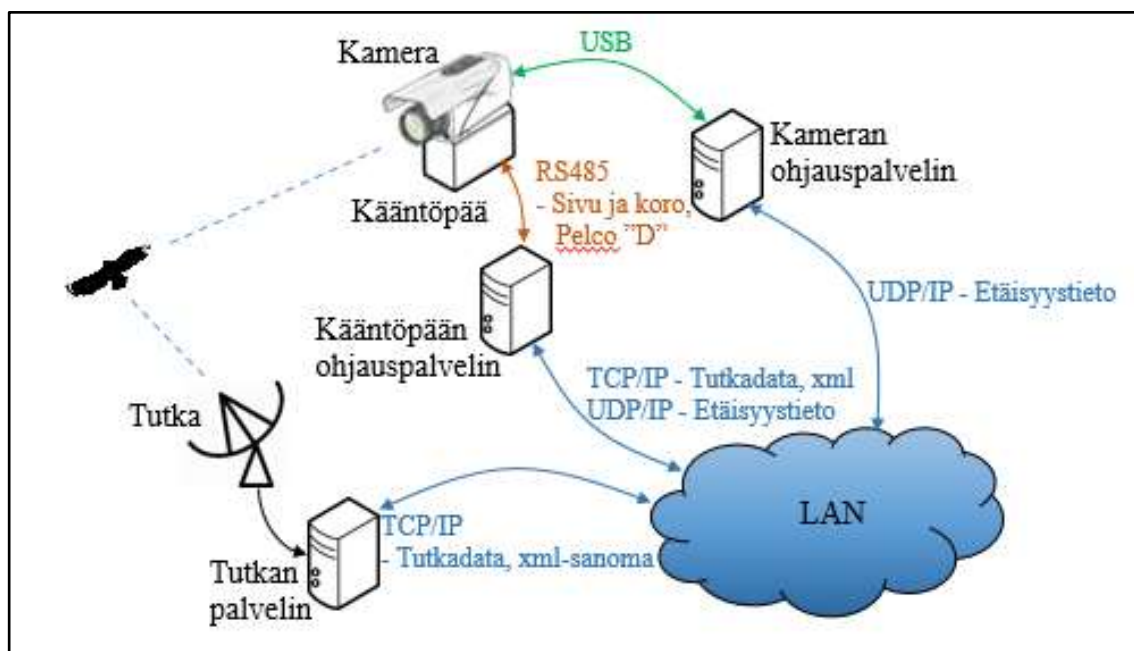 USB
Kamera
Kameran
ohjauspalvelin
RS485
- Sivu ja koro,
Pelco ”D”
Kääntöpää
UDP/IP - Etäisyystieto
Kääntöpään
ohjauspalvelin
TCP/IP - Tutkadata, xml
UDP/IP - Etäisyystieto
Tutka
LAN
TCP/IP
- Tutkadata, xml-sanoma
Tutkan
palvelin